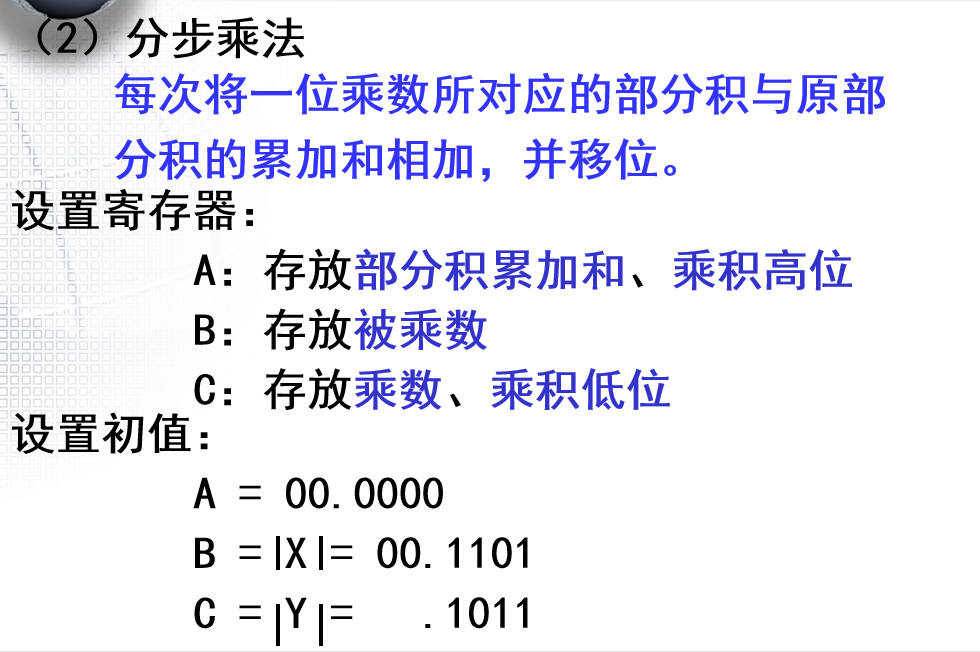 （2）分步乘法
每次将一位乘数所对应的部分积与原部
分积的累加和相加，并移位。
设置寄存器：
A：存放部分积累加和、乘积高位
B：存放被乘数
C：存放乘数、乘积低位
设置初值：
A = 00.0000
B =|X|= 00.1101
C =|Y|= .1011